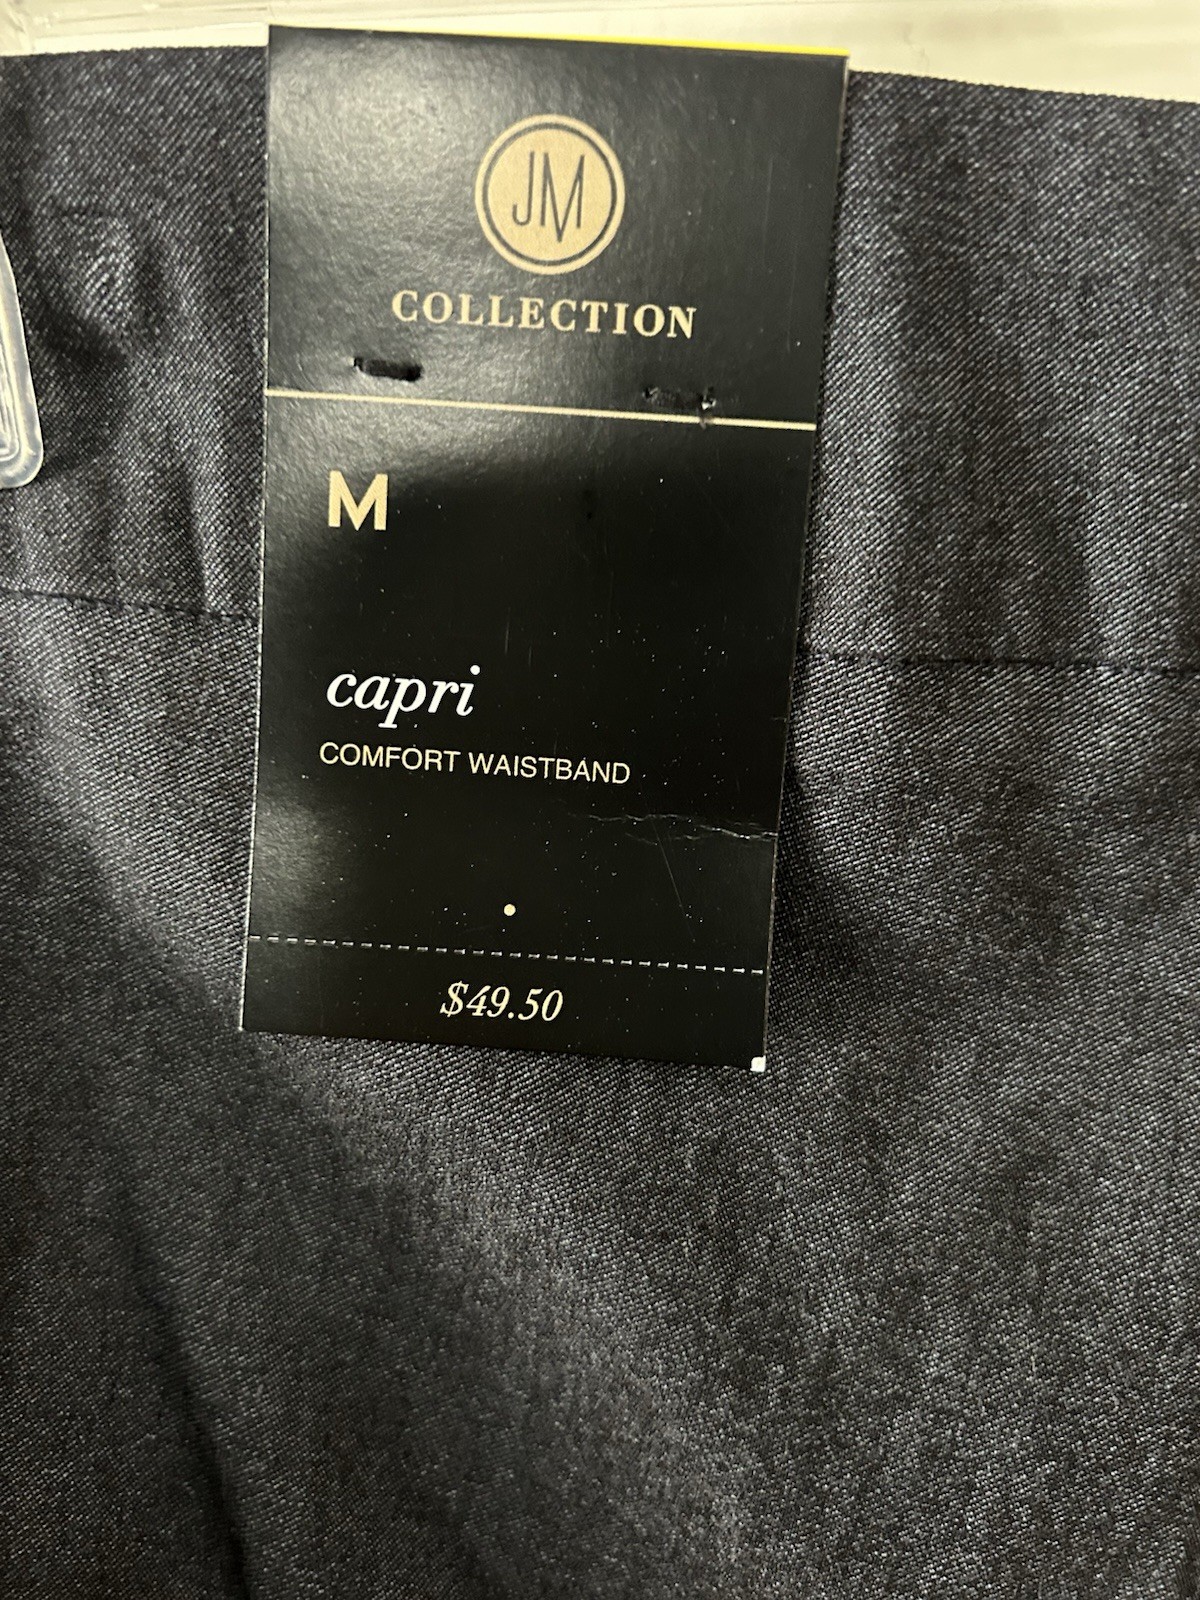 JM
COLLECTION
M
capri
COMFORT WAISTBAND
$49.50